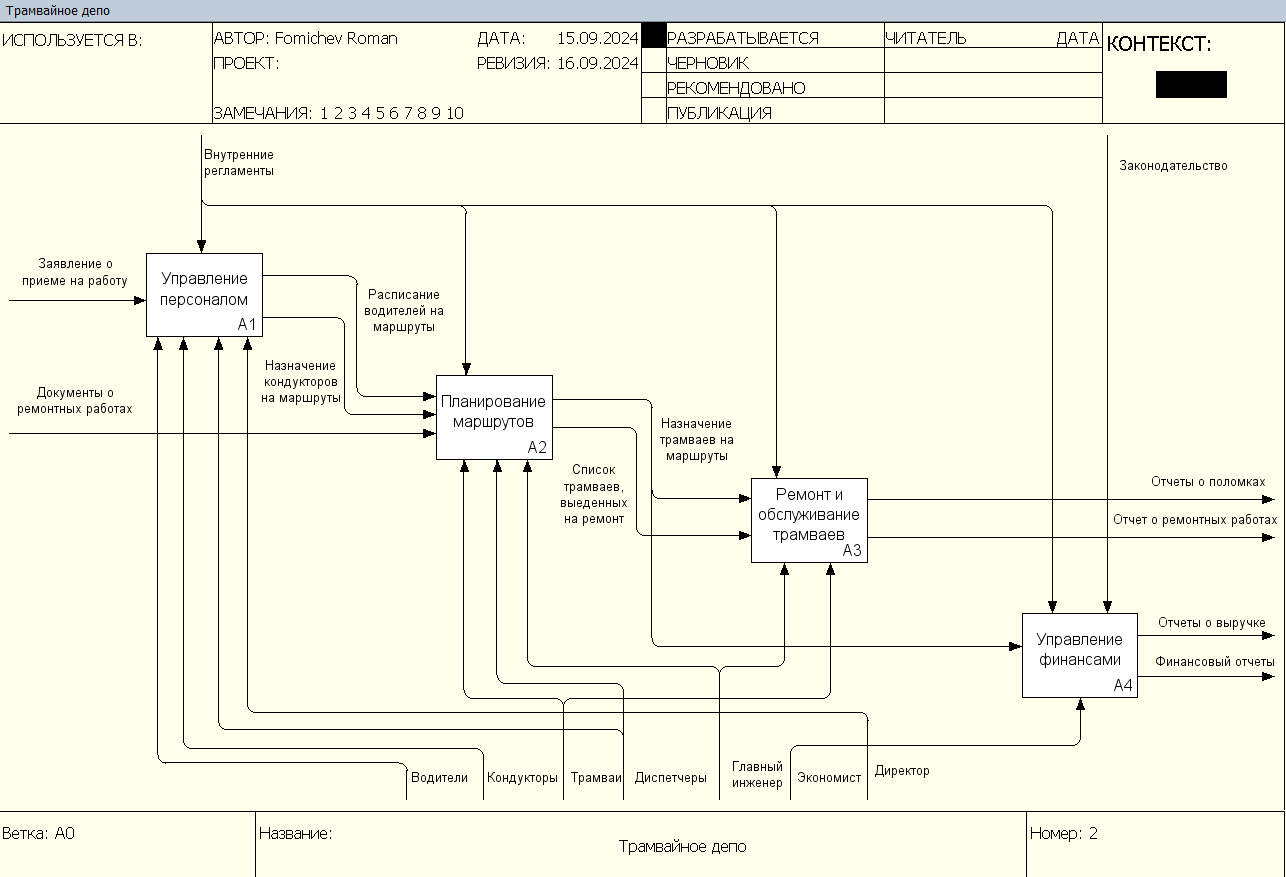 Трамвайное депо
ИСПОЛЬЗУЕТСЯ В:
АВТОР: Fomichev Roman
ДАТА: 15.09.2024
ПРОЕКТ:
РЕВИЗИЯ: 16.09.2024
ЗАМЕЧАНИЯ: 1 2 3 4 5 6 7 8 9 10
РАЗРАБАТЫВАЕТСЯ
ЧЕРНОВИК
РЕКОМЕНДОВАНО
ПУБЛИКАЦИЯ
ЧИТАТЕЛЬ
ДАТА
КОНТЕКСТ:
Внутренние
регламенты
Законодательство
Заявление о
приеме на работу
Управление
персоналом
A1
Расписание
водителей на
маршруты
Назначение
кондукторов
на маршруты
Документы о
ремонтных работах
Планирование
маршрутов
A2
Назначение
трамваев на
маршруты
Список
трамваев,
выеденных
на ремонт
Ремонт и
обслуживание
трамваев
A3
Отчеты о поломках
Отчет о ремонтных работах
Управление
финансами
A4
Отчеты о выручке
Финансовый отчеты
Водители
Кондукторы
Трамваи
Диспетчеры
Главный
инженер
Экономист
Директор
Ветка: A0
Название:
Трамвайное депо
Номер: 2